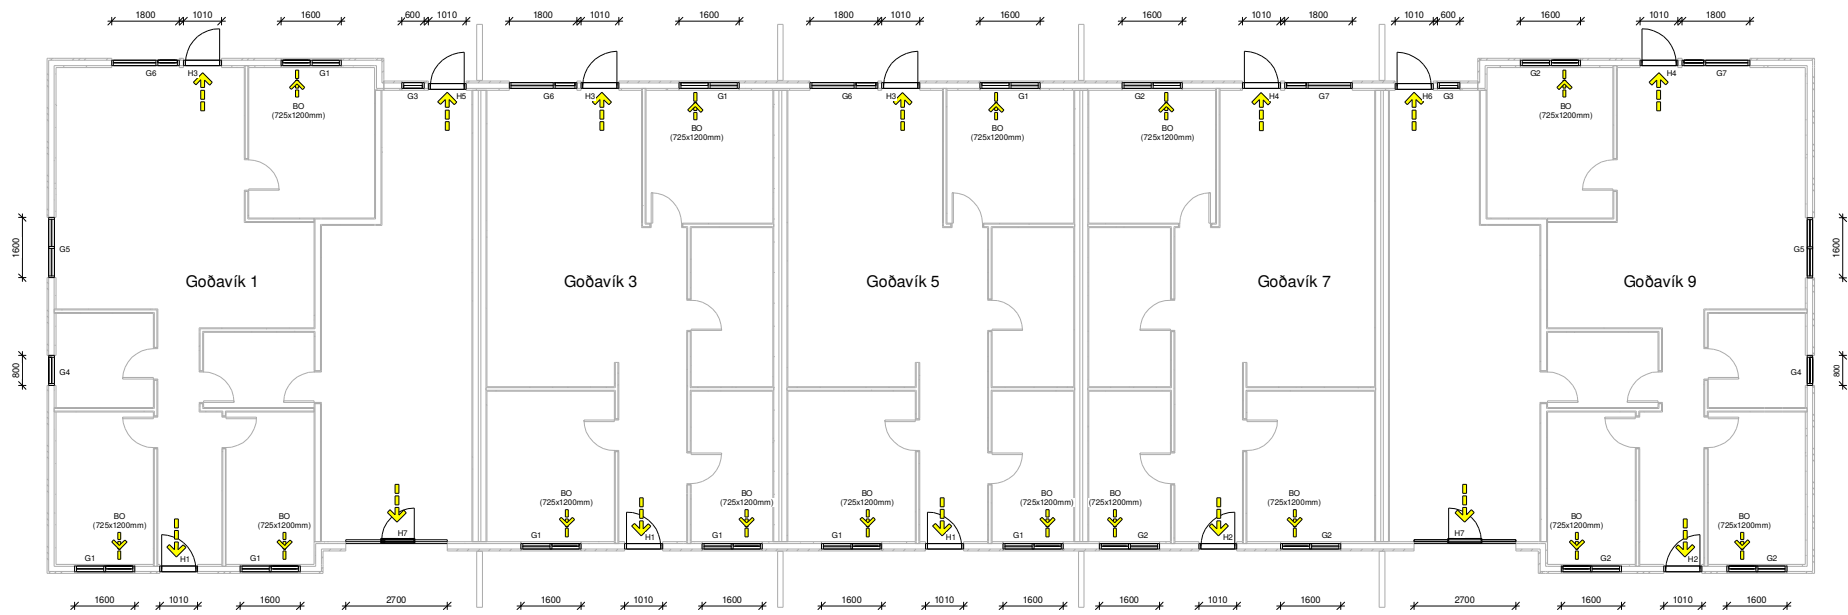 1800 1010 1600 600 1010 1800 1010 1600 1800 1010 1600 1600 1010 1800 1010 600 1600 1010 1800
G6 H3 G1 G2 H4 G7
G3 H5 G6 H3 G1 G6 H3 G1 G2 H4 G7 H6 G3
BO
(725x1200mm)
BO
(725x1200mm)
BO
(725x1200mm)
BO
(725x1200mm)
BO
(725x1200mm)
1600
G5
G5
1600
Goðavík 1
Goðavík 3
Goðavík 5
Goðavík 7
Goðavík 9
800
G4
G4
800
BO
(725x1200mm)
BO
(725x1200mm)
BO
(725x1200mm)
BO
(725x1200mm)
BO
(725x1200mm)
BO
(725x1200mm)
BO
(725x1200mm)
BO
(725x1200mm)
BO
(725x1200mm)
BO
(725x1200mm)
H7 G1 H1 G1 G1 H1 G1 G2 H2 G2 H7
G1 H1 G1 G2 H2 G2
1600 1010 1600 2700 1600 1010 1600 1600 1010 1600 1600 1010 1600 2700 1600 1010 1600